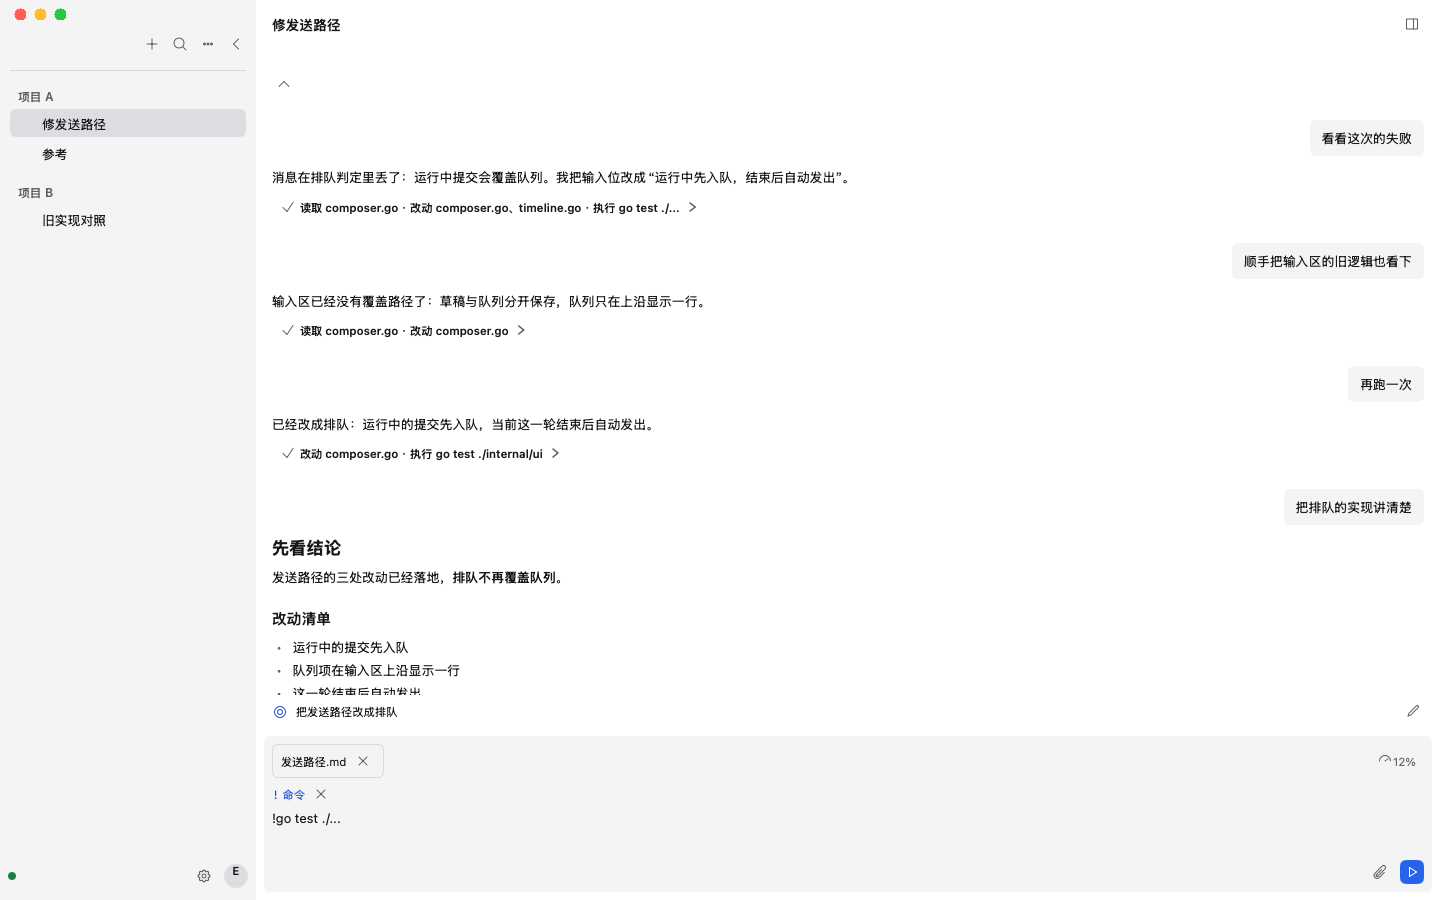 修发送路径
项目 A
修发送路径
参考
项目 B
旧实现对照
看看这次的失败
消息在排队判定里丢了：运行中提交会覆盖队列。我把输入位改成 “运行中先入队，结束后自动发出”。
读取 composer.go · 改动 composer.go、timeline.go · 执行 go test ./...
顺手把输入区的旧逻辑也看下
输入区已经没有覆盖路径了：草稿与队列分开保存，队列只在上沿显示一行。
读取 composer.go · 改动 composer.go
再跑一次
已经改成排队：运行中的提交先入队，当前这一轮结束后自动发出。
改动 composer.go · 执行 go test ./internal/ui
把排队的实现讲清楚
先看结论
发送路径的三处改动已经落地，排队不再覆盖队列。
改动清单
• 运行中的提交先入队
• 队列项在输入区上沿显示一行
• 这一轮结束后自动发出
把发送路径改成排队
发送路径.md
12%
! 命令
!go test ./...
E